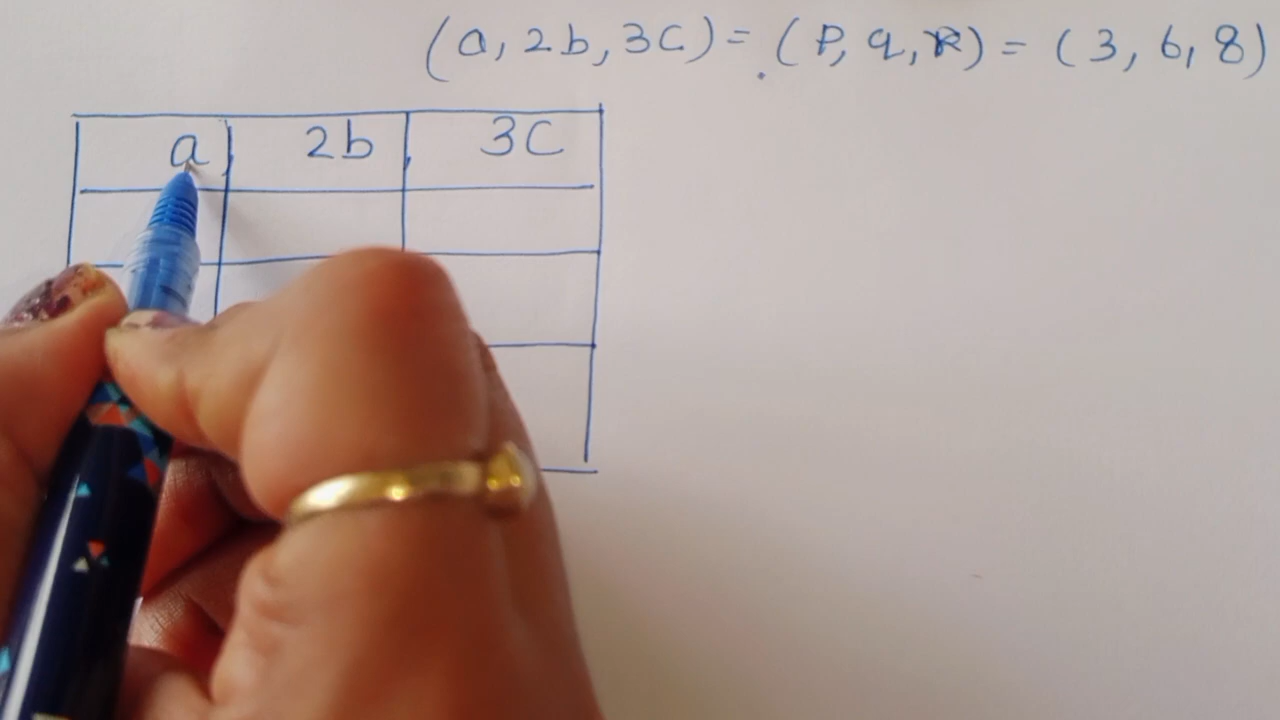 (a, 2b, 3C) = (P, q, R) = (3, 6, 8)
a, 2b, 3C